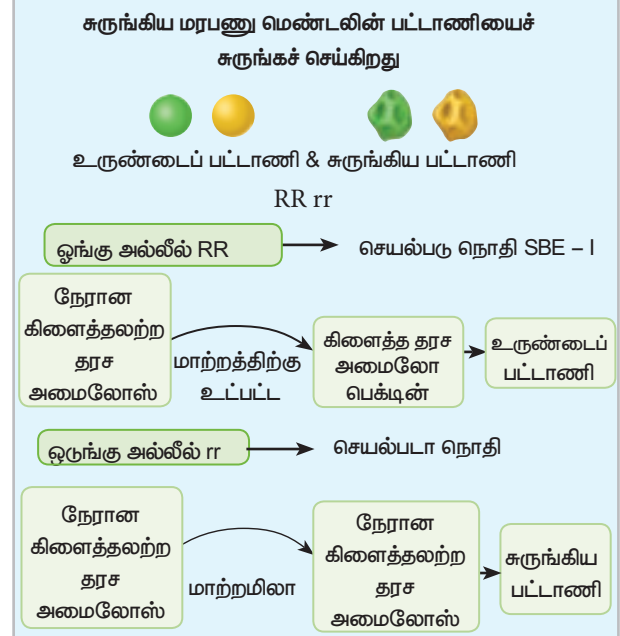 சுருங்கிய மரபணு மெண்டலின் பட்டாணியைச்
சுருங்கச் செய்கிறது
உருண்டைப் பட்டாணி & சுருங்கிய பட்டாணி
RR rr
ஓங்கு அல்லீல் RR
செயல்படு நொதி SBE – I
நேரான
கிளைத்தலற்ற
தரச
அமைலோஸ்
மாற்றத்திற்கு
உட்பட்ட
கிளைத்த தரச
அமைலோ
பெக்டின்
உருண்டைப்
பட்டாணி
ஒடுங்கு அல்லீல் rr
செயல்படா நொதி
நேரான
கிளைத்தலற்ற
தரச
அமைலோஸ்
மாற்றமிலா
நேரான
கிளைத்தலற்ற
தரச
அமைலோஸ்
சுருங்கிய
பட்டாணி